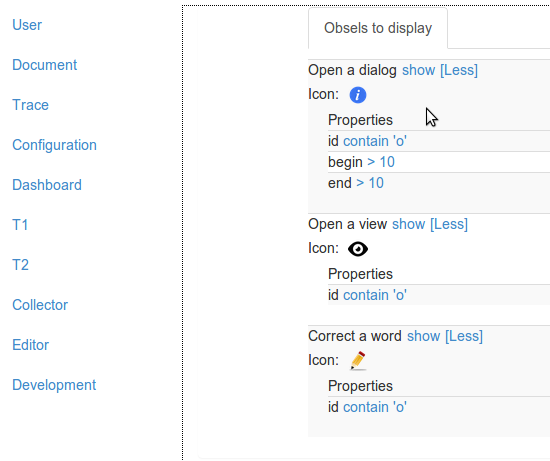 User
Document
Trace
Configuration
Dashboard
T1
T2
Collector
Editor
Development
Obsels to display
Open a dialog show [Less]
Icon:
Properties
id contain 'o'
begin > 10
end > 10
Open a view show [Less]
Icon:
Properties
id contain 'o'
Correct a word show [Less]
Icon:
Properties
id contain 'o'